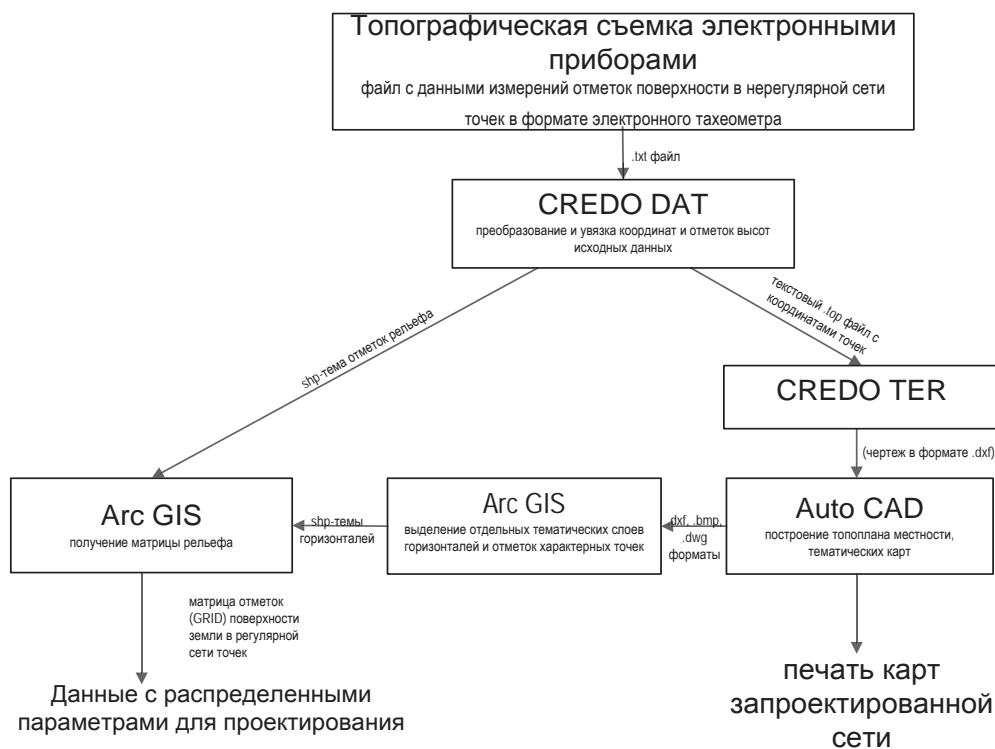 Топографическая съемка электронными
приборами
файл с данными измерений отметок поверхности в нерегулярной сети
точек в формате электронного тахеометра
.txt файл
CREDO DAT
преобразование и увязка координат и отметок высот
исходных данных
shp-тема отметок рельефа
текстовый .top файл с
координатами точек
CREDO TER
(чертеж в формате .dxf)
Arc GIS
получение матрицы рельефа
shp-темы
горизонталей
Arc GIS
выделение отдельных тематических слоев
горизонталей и отметок характерных точек
dxf, .bmp,
.dwg
форматы
Auto CAD
построение топоплана местности,
тематических карт
матрица отметок
(GRID) поверхности
земли в регулярной
сети точек
Данные с распределенными
параметрами для проектирования
печать карт
запроектированной
сети